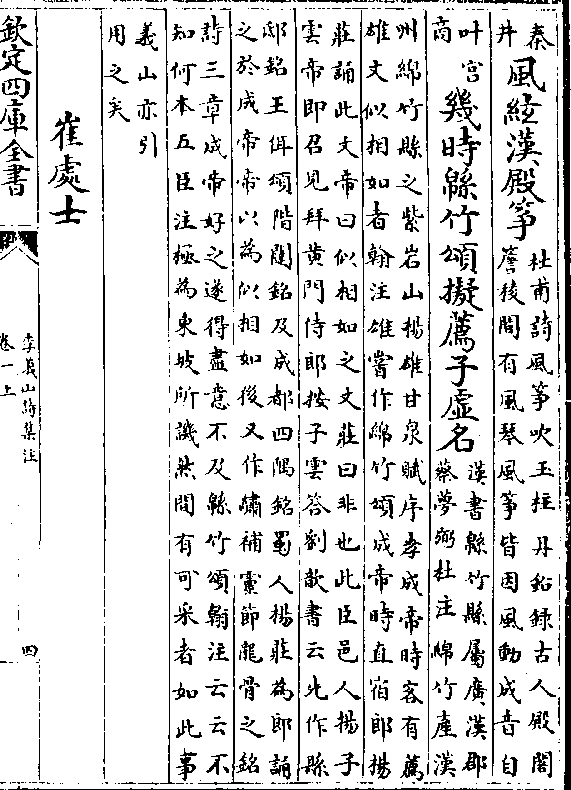 秦
井
風絃漢殿筝
杜甫詩風筝吹玉柱丹鉛録古人殿閣
簷稜間有風琴風筝皆因風動成音自
叶宫
商
幾時緜竹頌擬薦子虛名
漢書緜竹縣屬廣漢郡
蔡夢弼杜注綿竹産漢
州綿竹縣之紫岩山揚雄甘泉賦序孝成帝時客有薦
雄文似相如者翰注雄嘗作綿竹頌成帝時直宿郎揚
莊誦此文帝曰似相如之文莊曰非也此臣邑人揚子
雲帝即召見拜黄門侍郎按子雲答劉歆書云先作縣
邸銘王佴頌階闥銘及成都四隅銘蜀人楊莊為郎誦
之於成帝帝以為似相如後又作繡補靈節龍骨之銘
詩三章成帝好之遂得盡意不及緜竹頌翰注云云不
知何本五臣注極為東坡所譏然間有可采者如此事
義山亦引
用之矣
崔處士
欽定四庫全書
李義山詩集注
卷一上
四